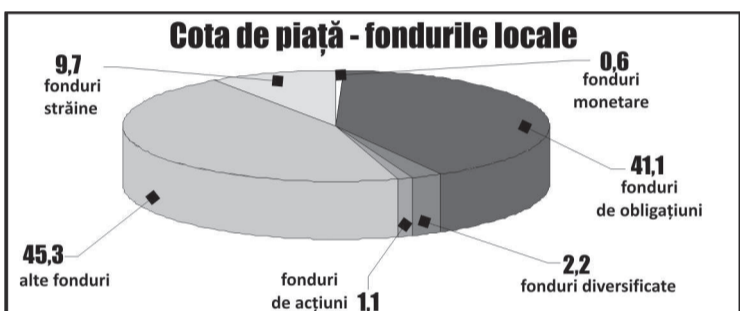 Cota de piață - fondurile locale
9,7
fonduri
străine
0,6
fonduri
monetare
41,1
fonduri
de obligațiuni
2,2
fonduri diversificate
fonduri
de acțiuni 1,1
45,3
alte fonduri